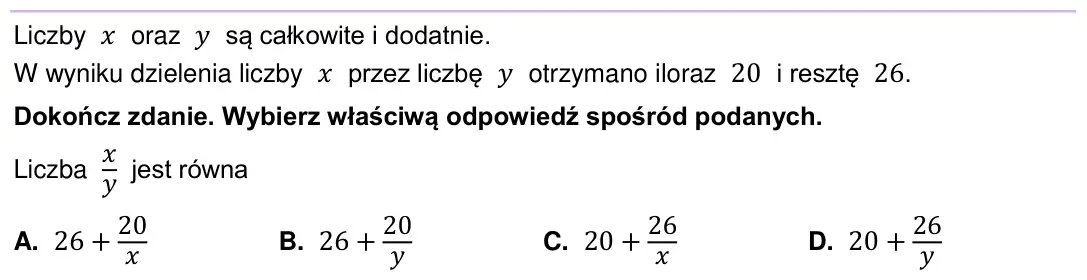 Liczby x oraz y są całkowite i dodatnie.
W wyniku dzielenia liczby x przez liczbę y otrzymano iloraz 20 i resztę 26.
Dokończ zdanie. Wybierz właściwą odpowiedź spośród podanych.
Liczba x/y jest równa
A. 26 + 20/x B. 26 + 20/y C. 20 + 26/x D. 20 + 26/y